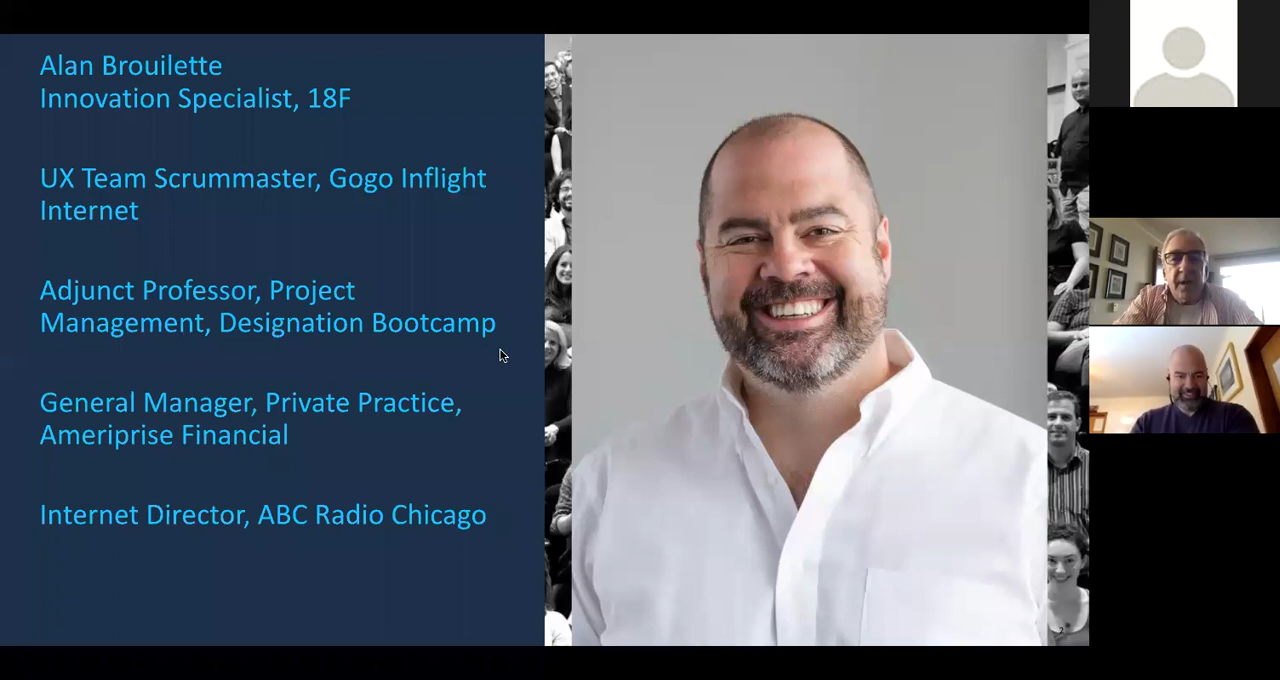 Alan Brouilette
Innovation Specialist, 18F
UX Team Scrummaster, Gogo Inflight
Internet
Adjunct Professor, Project
Management, Designation Bootcamp
General Manager, Private Practice,
Ameriprise Financial
Internet Director, ABC Radio Chicago